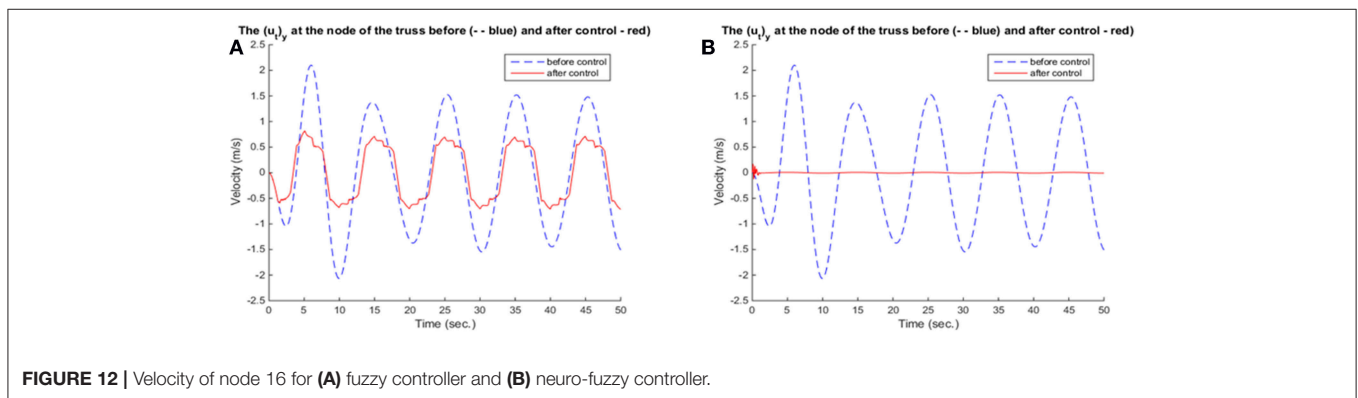 The (u_t)_y at the node of the truss before (- - blue) and after control - red)
A
before control
after control
Velocity (m/s)
2.5
2
1.5
1
0.5
0
-0.5
-1
-1.5
-2
-2.5
0 5 10 15 20 25 30 35 40 45 50
Time (sec.)
The (u_t)_y at the node of the truss before (- - blue) and after control - red)
B
before control
after control
Velocity (m/s)
2.5
2
1.5
1
0.5
0
-0.5
-1
-1.5
-2
-2.5
0 5 10 15 20 25 30 35 40 45 50
Time (sec.)
FIGURE 12 | Velocity of node 16 for (A) fuzzy controller and (B) neuro-fuzzy controller.